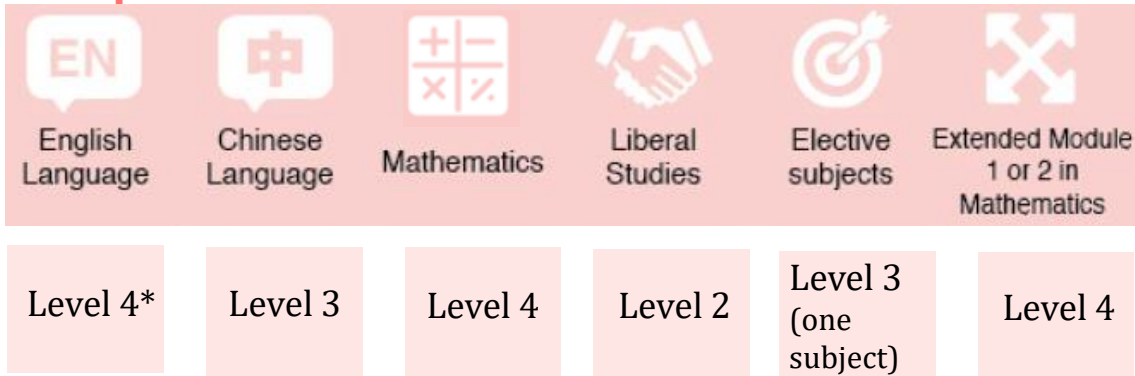 EN
中
English
Language
Chinese
Language
Mathematics
Liberal
Studies
Elective
subjects
Extended Module
1 or 2 in
Mathematics
Level 4*
Level 3
Level 4
Level 2
Level 3
(one
subject)
Level 4